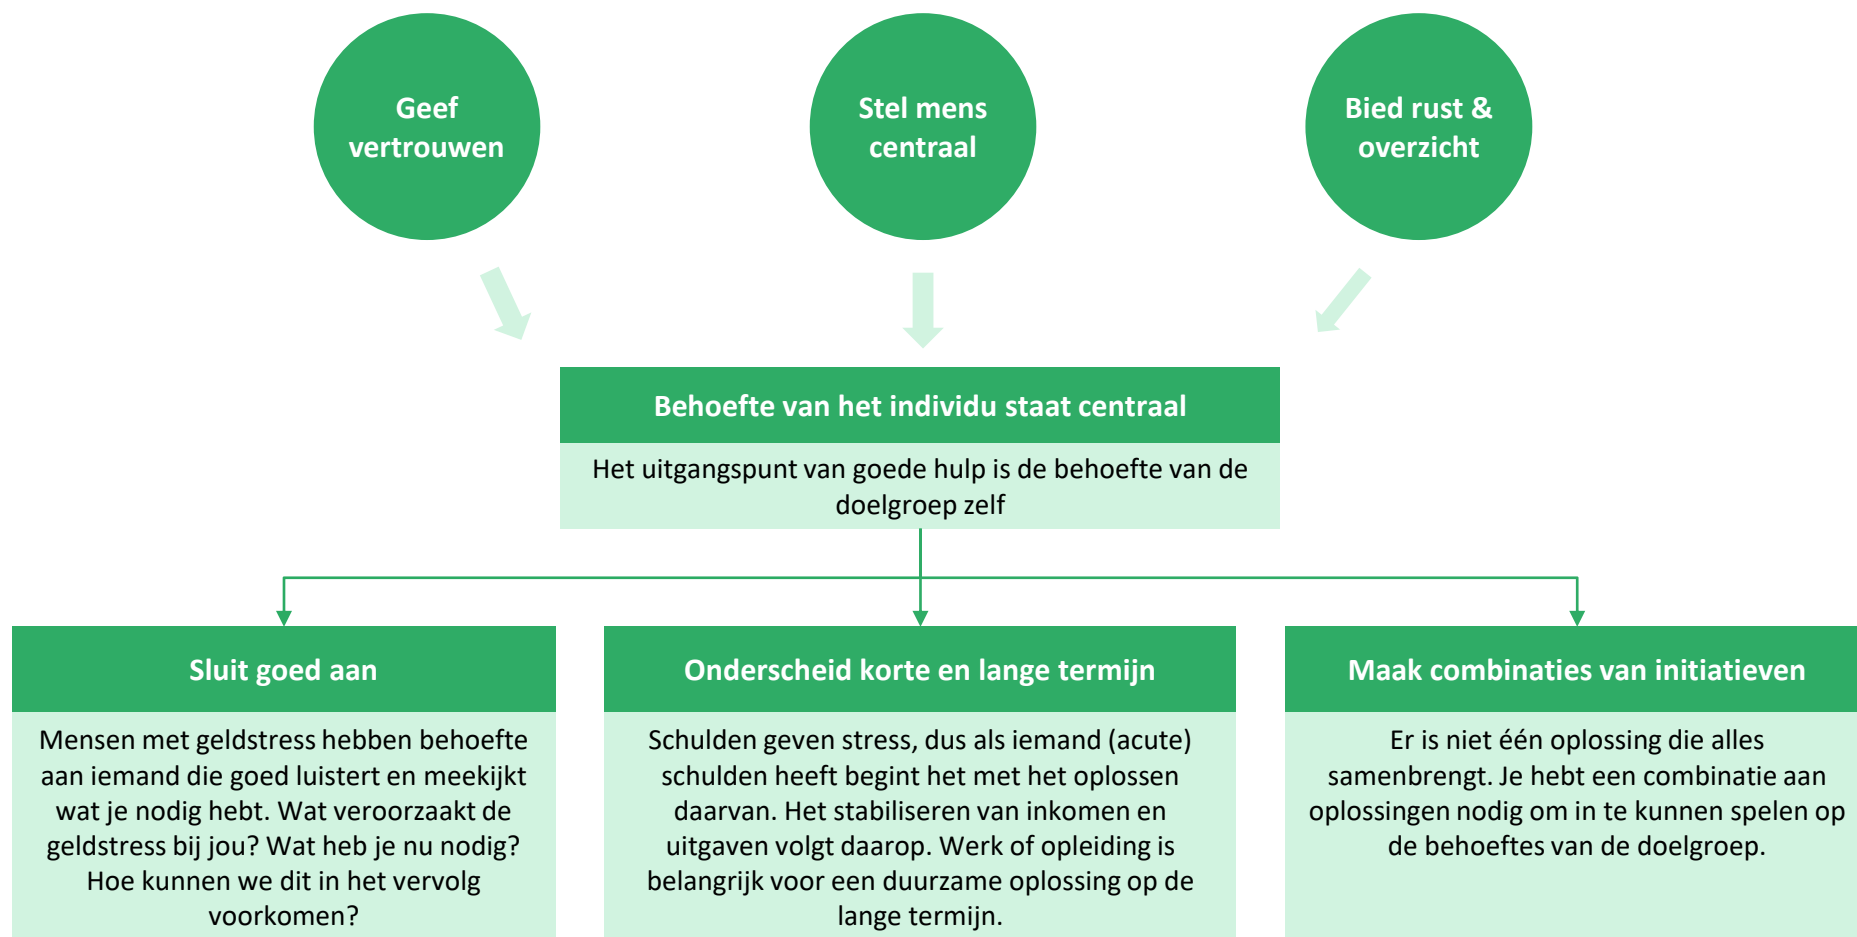 Geef
vertrouwen
Stel mens
centraal
Bied rust &
overzicht
Behoefte van het individu staat centraal
Het uitgangspunt van goede hulp is de behoefte van de
doelgroep zelf
Sluit goed aan
Mensen met geldstress hebben behoefte
aan iemand die goed luistert en meekijkt
wat je nodig hebt. Wat veroorzaakt de
geldstress bij jou? Wat heb je nu nodig?
Hoe kunnen we dit in het vervolg
voorkomen?
Onderscheid korte en lange termijn
Schulden geven stress, dus als iemand (acute)
schulden heeft begint het met het oplossen
daarvan. Het stabiliseren van inkomen en
uitgaven volgt daarop. Werk of opleiding is
belangrijk voor een duurzame oplossing op de
lange termijn.
Maak combinaties van initiatieven
Er is niet één oplossing die alles
samenbrengt. Je hebt een combinatie aan
oplossingen nodig om in te kunnen spelen op
de behoeftes van de doelgroep.